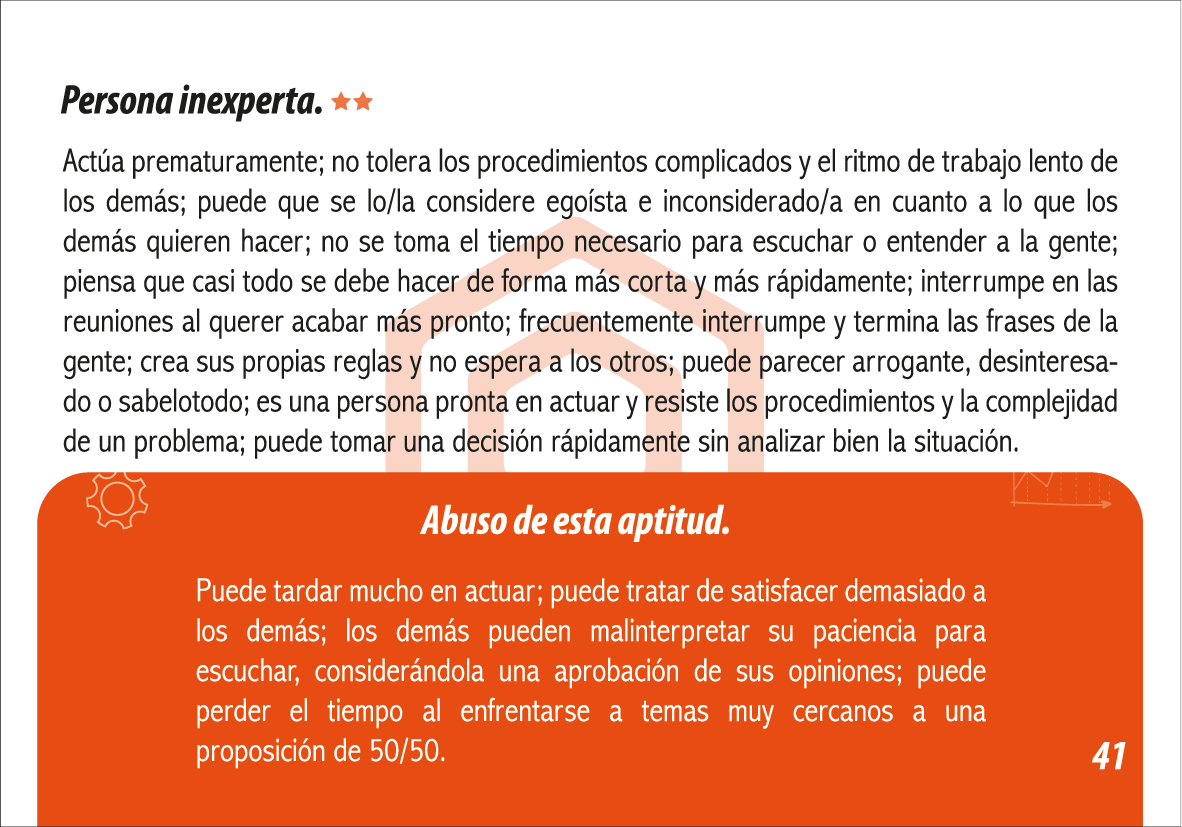 Persona inexperta.
Actúa prematuramente; no tolera los procedimientos complicados y el ritmo de trabajo lento de
los demás; puede que se lo/la considere egoísta e inconsiderado/a en cuanto a lo que los
demás quieren hacer; no se toma el tiempo necesario para escuchar o entender a la gente;
piensa que casi todo se debe hacer de forma más corta y más rápidamente; interrumpe en las
reuniones al querer acabar más pronto; frecuentemente interrumpe y termina las frases de la
gente; crea sus propias reglas y no espera a los otros; puede parecer arrogante, desinteresa-
do o sabelotodo; es una persona pronta en actuar y resiste los procedimientos y la complejidad
de un problema; puede tomar una decisión rápidamente sin analizar bien la situación.
Abuso de esta aptitud.
Puede tardar mucho en actuar; puede tratar de satisfacer demasiado a
los demás; los demás pueden malinterpretar su paciencia para
escuchar, considerándola una aprobación de sus opiniones; puede
perder el tiempo al enfrentarse a temas muy cercanos a una
proposición de 50/50.
41